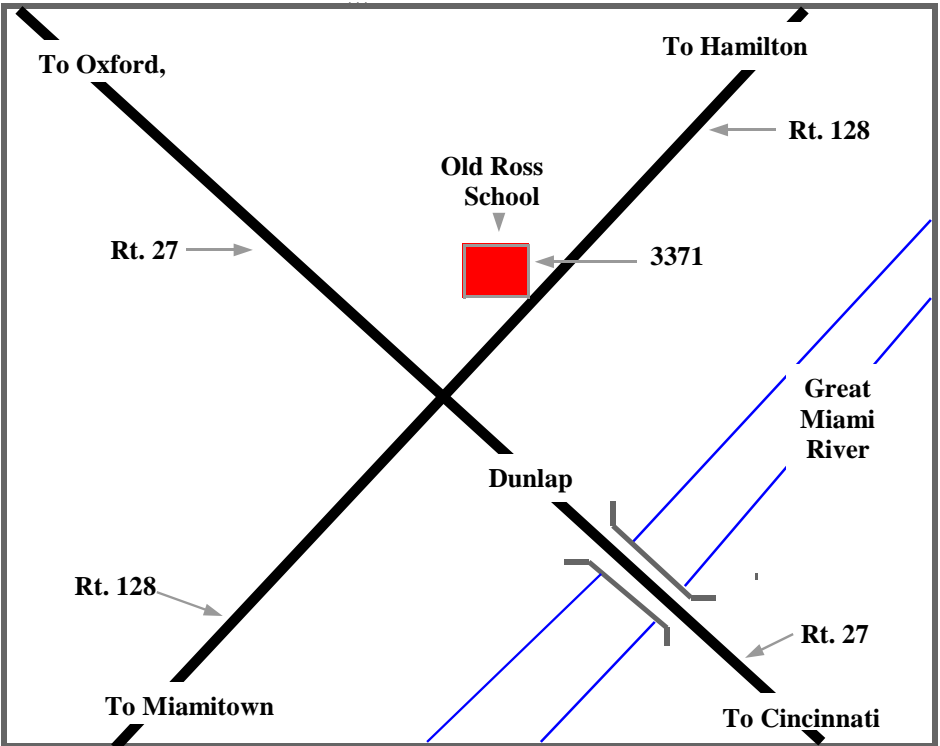 To Hamilton
To Oxford,
Rt. 128
Old Ross
School
Rt. 27
3371
Great
Miami
River
Dunlap
Rt. 128
Rt. 27
To Miamitown
To Cincinnati